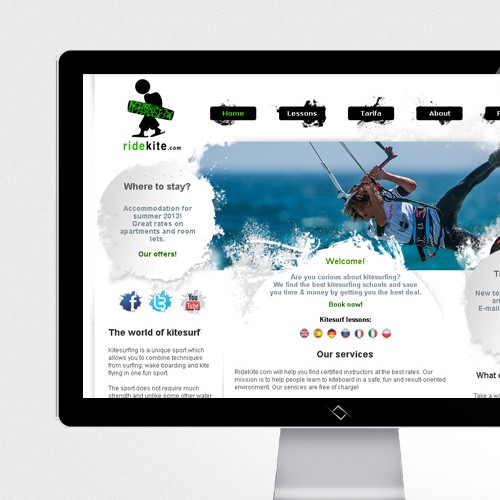 Home
Lessons
Tarifa
About
ridekite.com
Where to stay?
Accommodation for
summer 2013!
Great rates on
apartments and room
lets.
Our offers!
Welcome!
Are you curious about kitesurfing?
We find the best kitesurfing schools and save
you time & money by getting you the best deal.
Book now!
Kitesurf lessons:
You
Tube
The world of kitesurf
Kitesurfing is a unique sport which
allows you to combine techniques
from surfing, wake boarding and kite
flying in one fun sport.
The sport does not require much
strength and unlike some other water
Our services
RideKite.com will help you find certified instructors at the best rates. Our
mission is to help people learn to kiteboard in a safe, fun and result-oriented
environment. Our services are free of charge!
New to
an
E-mail
What e
Take a wa